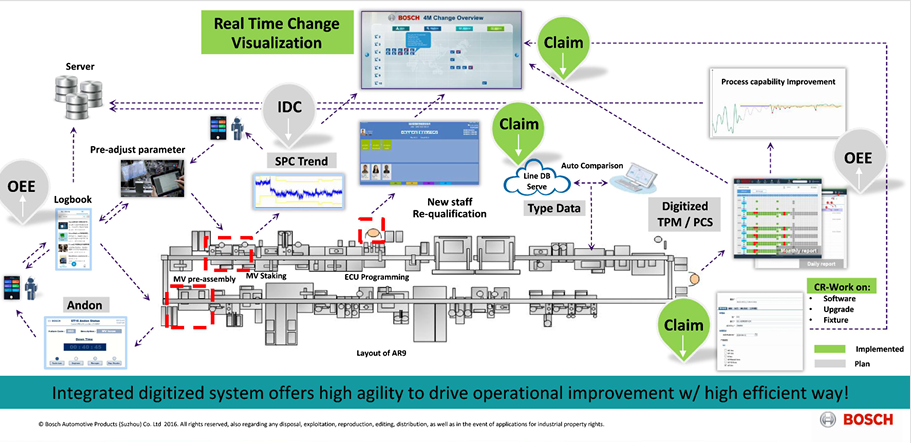 Real Time Change
Visualization
BOSCH
4M Change Overview
Claim
Server
IDC
Process capability Improvement
Pre-adjust parameter
SPC Trend
Claim
Line DB
Serve
Auto Comparison
Type Data
OEE
OEE
Logbook
New staff
Re-qualification
Digitized
TPM / PCS
Monthly report
Daily report
MV pre-assembly
MV Staking
ECU Programming
Andon
BOSCH
Claim
CR-Work on:
• Software
• Upgrade
• Fixture
Layout of AR9
Implemented
Plan
Integrated digitized system offers high agility to drive operational improvement w/ high efficient way!
© Bosch Automotive Products (Suzhou) Co. Ltd 2016. All rights reserved, also regarding any disposal, exploitation, reproduction, editing, distribution, as well as in the event of applications for industrial property rights.
BOSCH